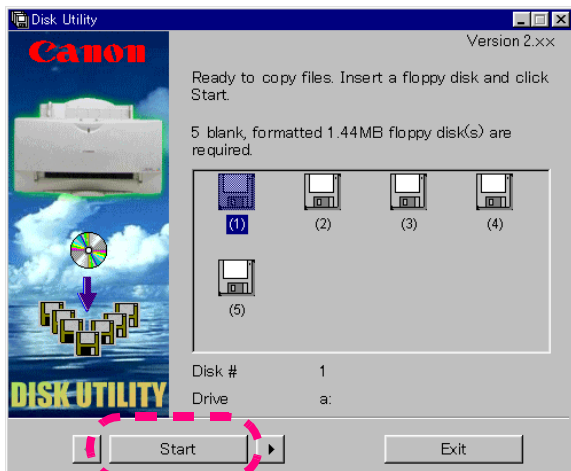 Disk Utility
Canon
Version 2.xx
Ready to copy files. Insert a floppy disk and click
Start.
5 blank, formatted 1.44MB floppy disk(s) are
required.
(1)
(2)
(3)
(4)
(5)
Disk #
1
Drive
a:
DISK UTILITY
Start
Exit